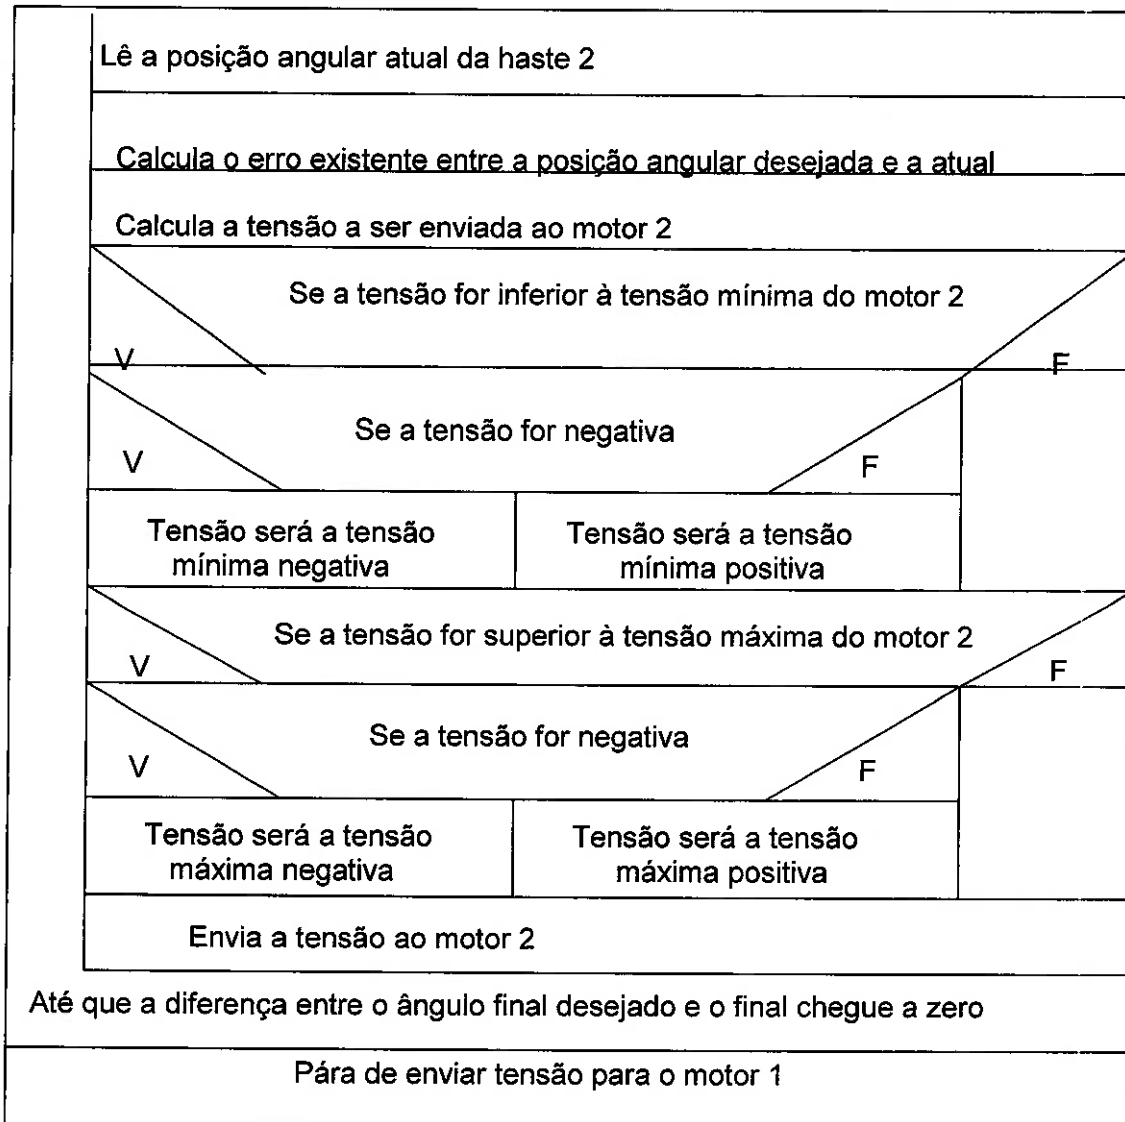 Lê a posição angular atual da haste 2
Calcula o erro existente entre a posição angular desejada e a atual
Calcula a tensão a ser enviada ao motor 2
Se a tensão for inferior à tensão mínima do motor 2
V
F
Se a tensão for negativa
V
F
Tensão será a tensão
mínima negativa
Tensão será a tensão
mínima positiva
Se a tensão for superior à tensão máxima do motor 2
V
F
Se a tensão for negativa
V
F
Tensão será a tensão
máxima negativa
Tensão será a tensão
máxima positiva
Envia a tensão ao motor 2
Até que a diferença entre o ângulo final desejado e o final chegue a zero
Pára de enviar tensão para o motor 1